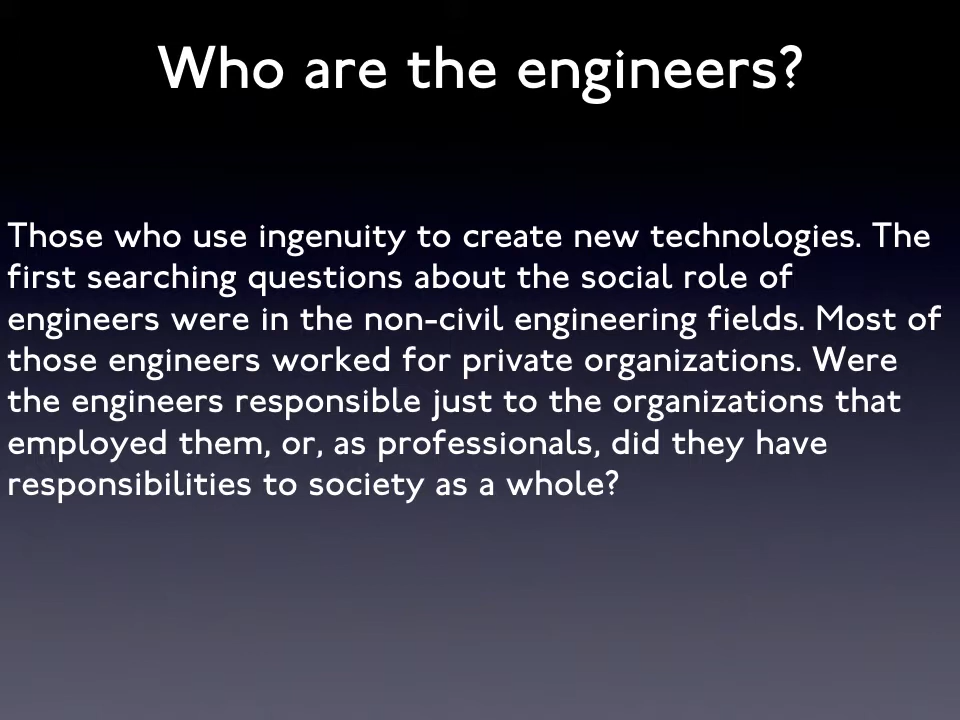 Who are the engineers?
Those who use ingenuity to create new technologies. The
first searching questions about the social role of
engineers were in the non-civil engineering fields. Most of
those engineers worked for private organizations. Were
the engineers responsible just to the organizations that
employed them, or, as professionals, did they have
responsibilities to society as a whole?